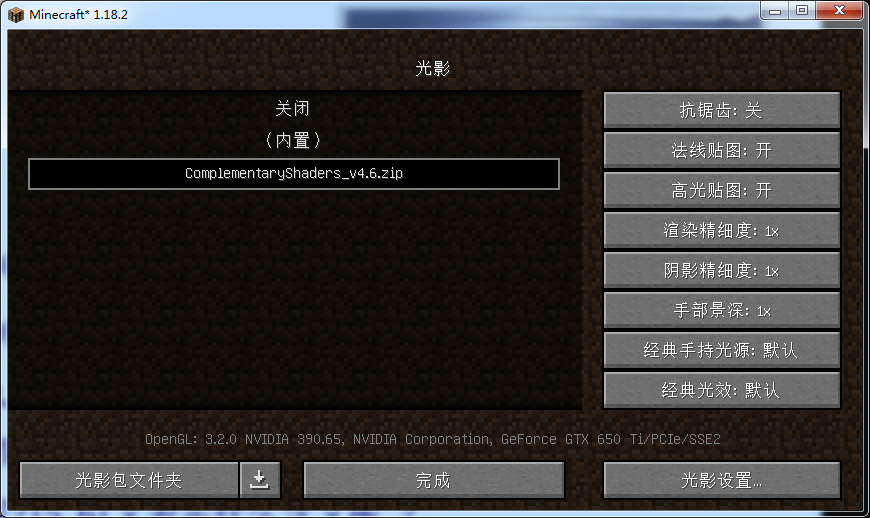 Minecraft* 1.18.2
光影
关闭
（内置）
ComplementaryShaders_v4.6.zip
抗锯齿: 关
法线贴图: 开
高光贴图: 开
渲染精细度: 1x
阴影精细度: 1x
手部景深: 1x
经典手持光源: 默认
经典光效: 默认
OpenGL: 3.2.0 NVIDIA 390.65, NVIDIA Corporation, GeForce GTX 650 Ti/PCIe/SSE2
光影包文件夹
完成
光影设置...